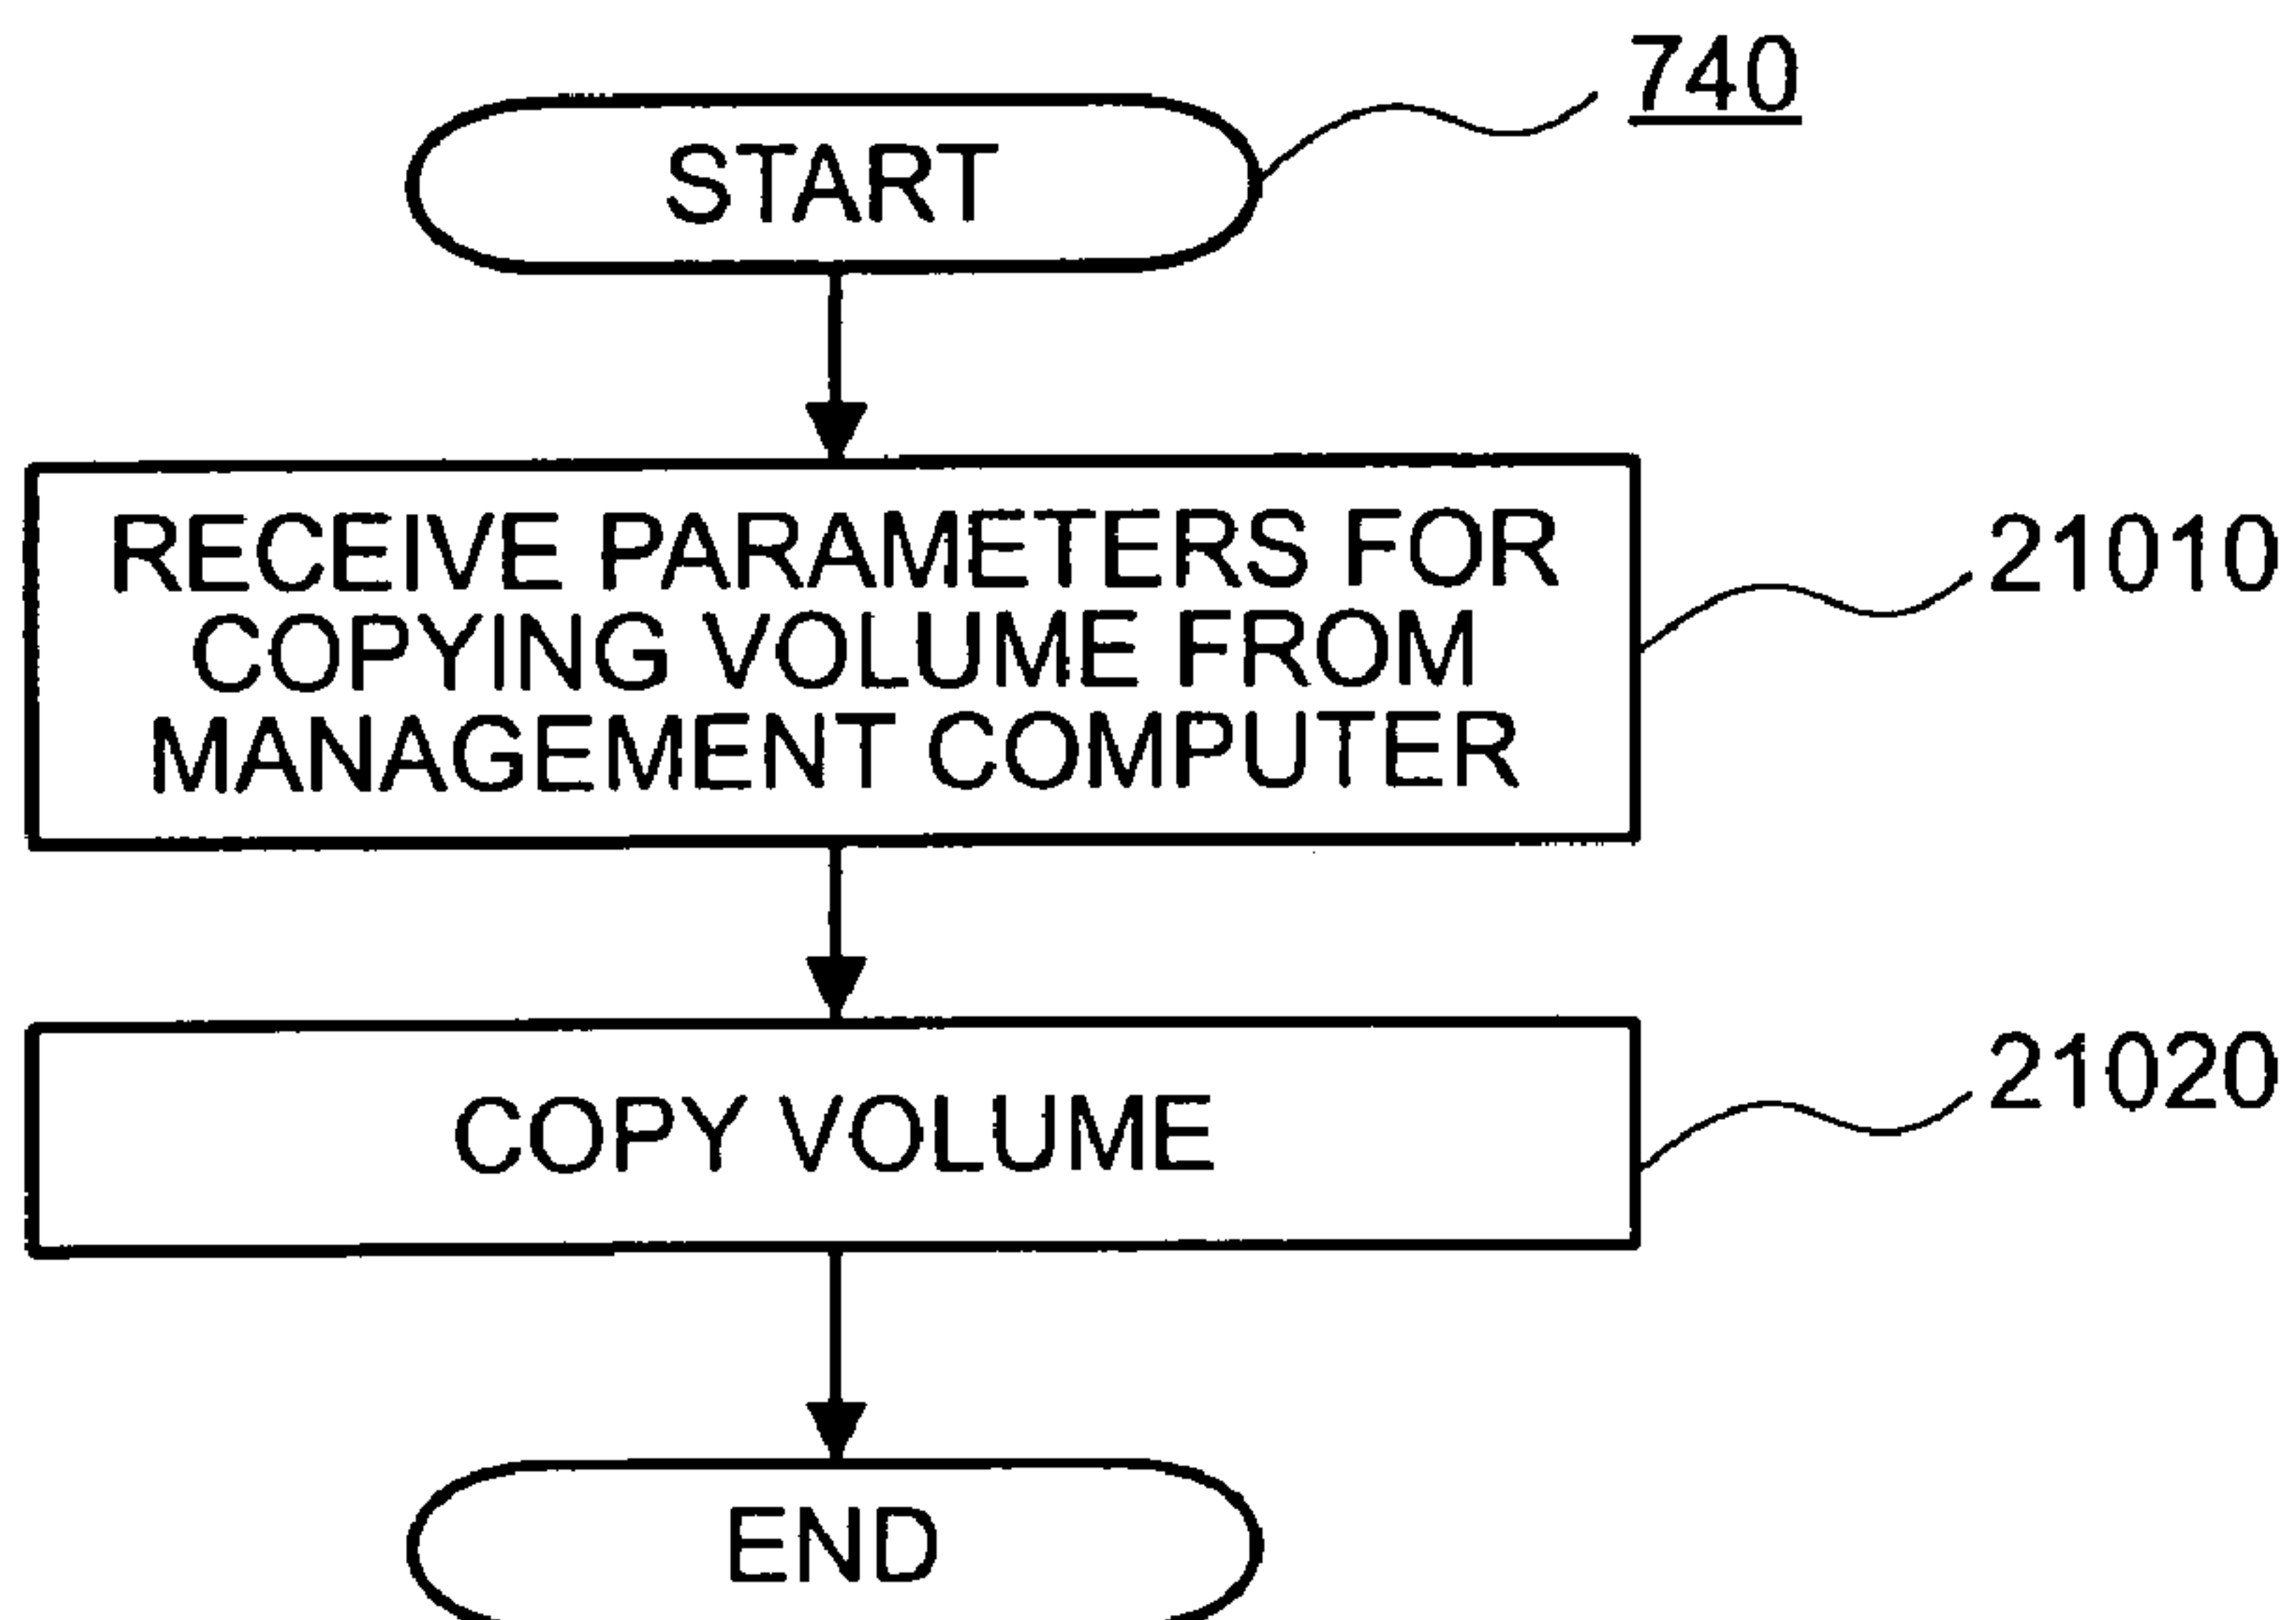 740
START
RECEIVE PARAMETERS FOR
COPYING VOLUME FROM
MANAGEMENT COMPUTER
21010
COPY VOLUME
21020
END